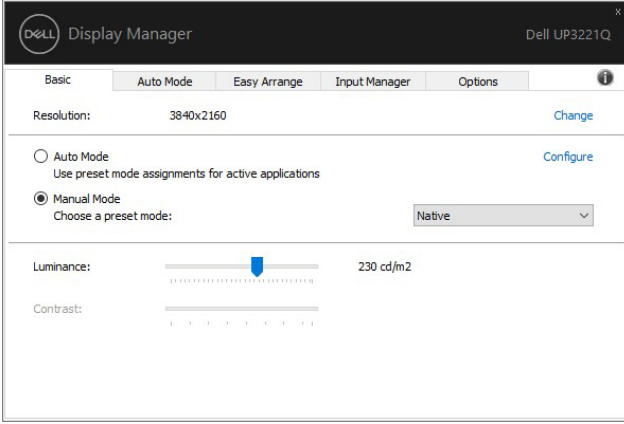 x
DELL Display Manager
Dell UP3221Q
Basic Auto Mode Easy Arrange Input Manager Options i
Resolution: 3840x2160 Change
Auto Mode Configure
Use preset mode assignments for active applications
Manual Mode
Choose a preset mode: Native
Luminance: 230 cd/m2
Contrast: